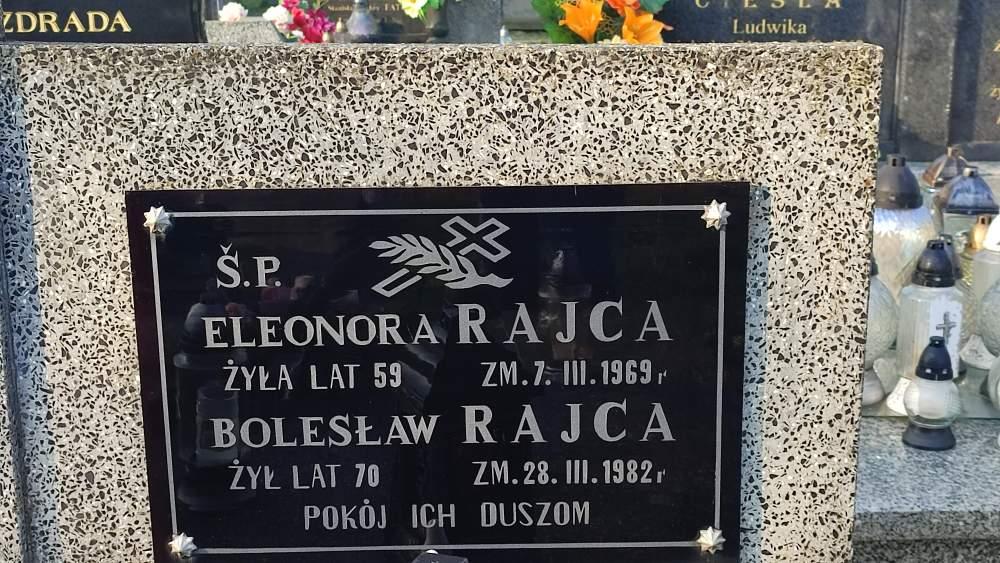 ZDRADA
CIEŚLA
Ludwika
Š.P.
ELEONORA RAJCA
ŻYŁA LAT 59 ZM. 7. III. 1969 r
BOLESŁAW RAJCA
ŻYŁ LAT 70 ZM. 28. III. 1982 r
POKÓJ ICH DUSZOM